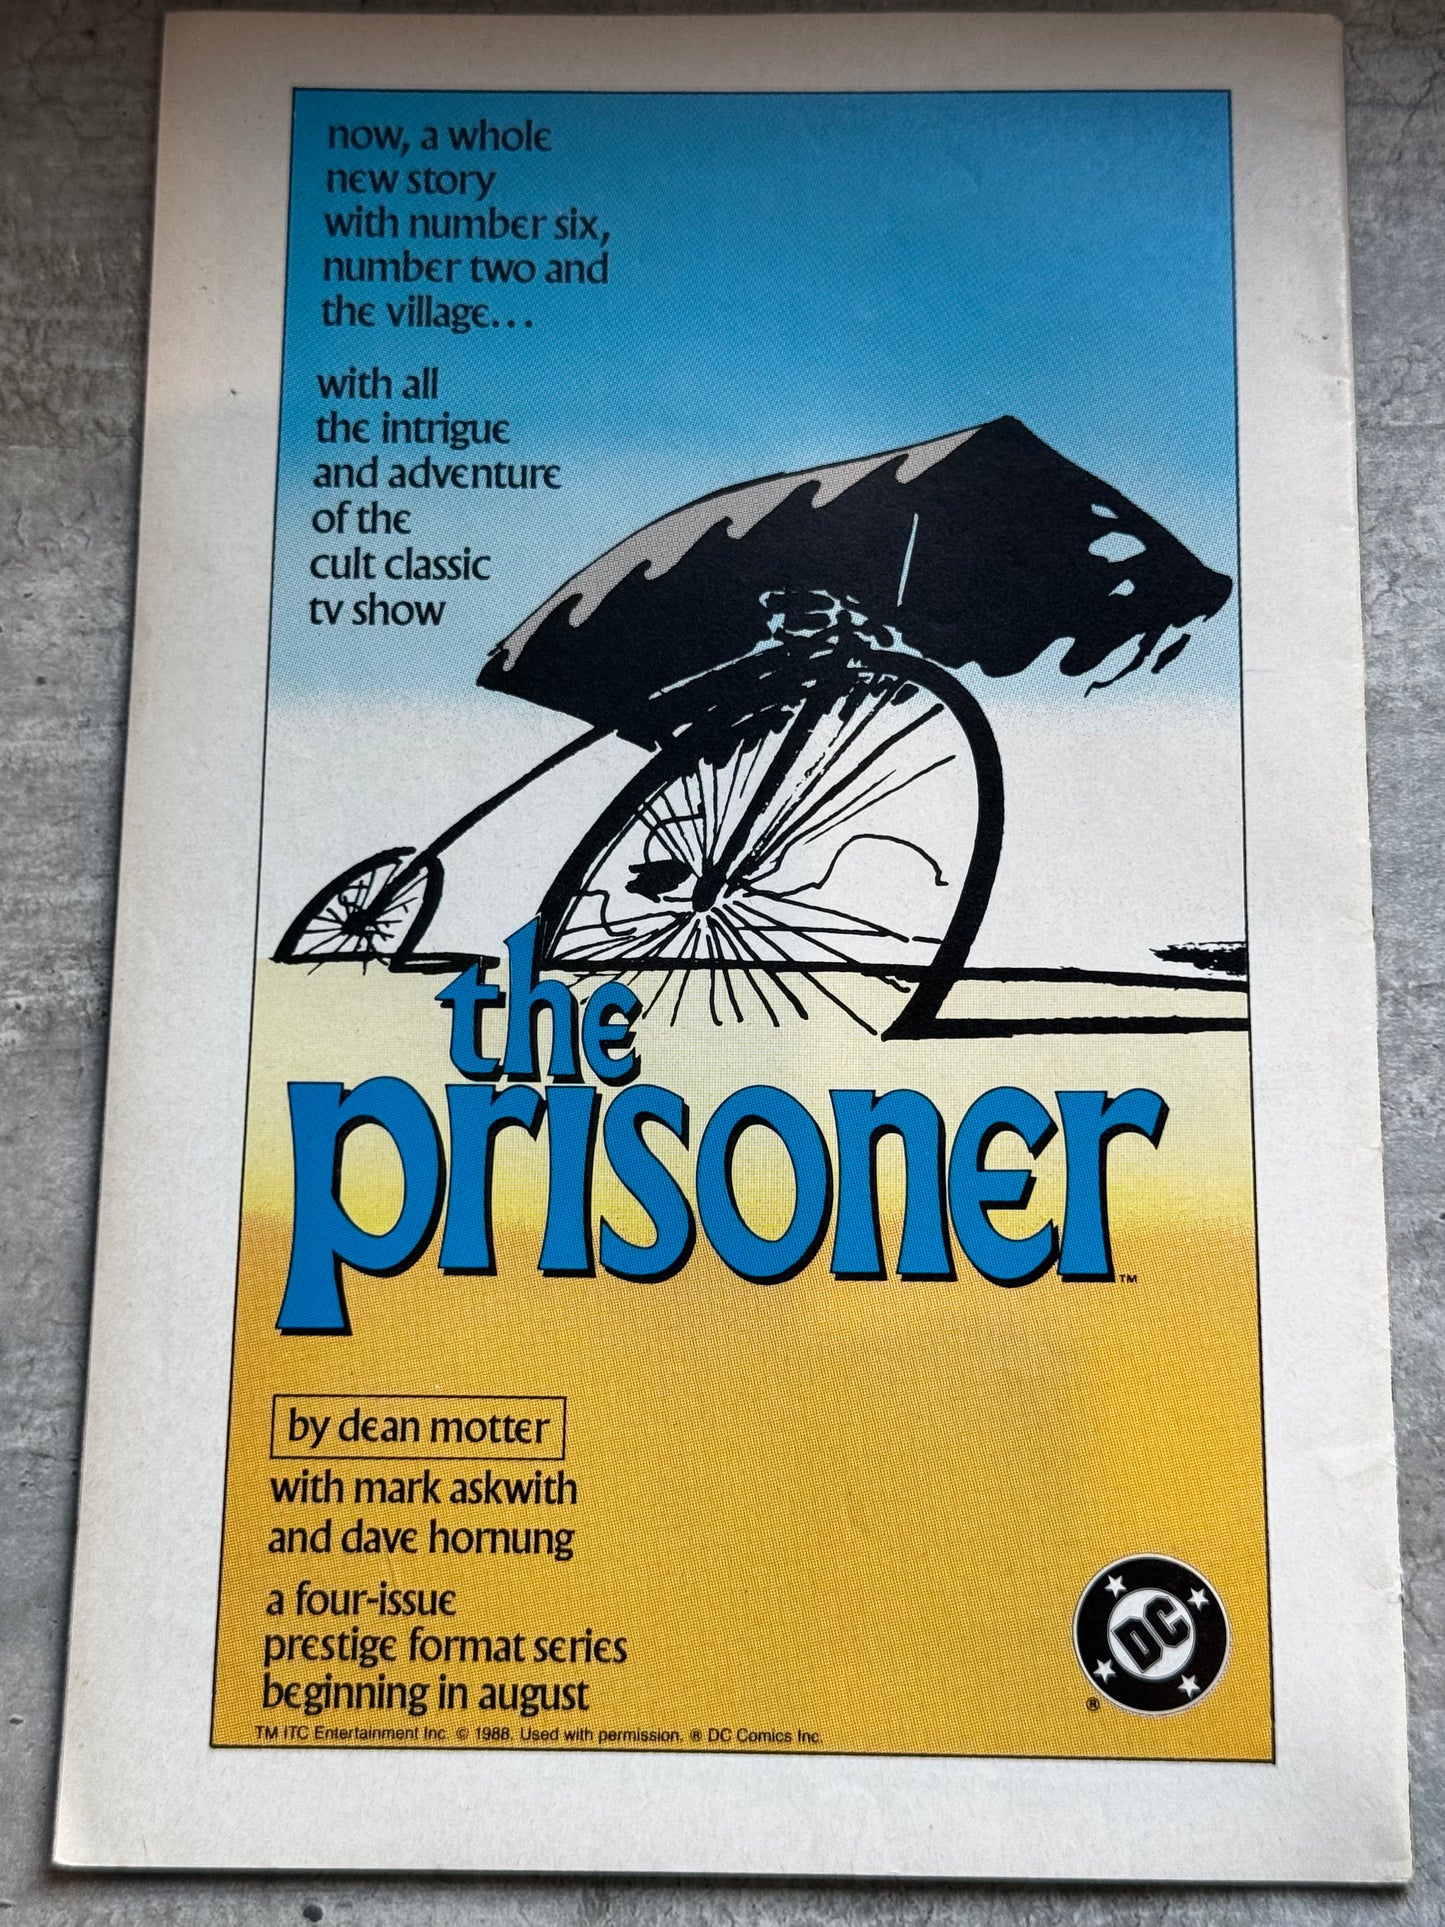 now, a whole
new story
with number six,
number two and
the village...
with all
the intrigue
and adventure
of the
cult classic
tv show
the
prisoner™
by dean motter
with mark askwith
and dave hornung
a four-issue
prestige format series
beginning in august
DC
®
TM ITC Entertainment Inc. © 1988. Used with permission. ® DC Comics Inc.